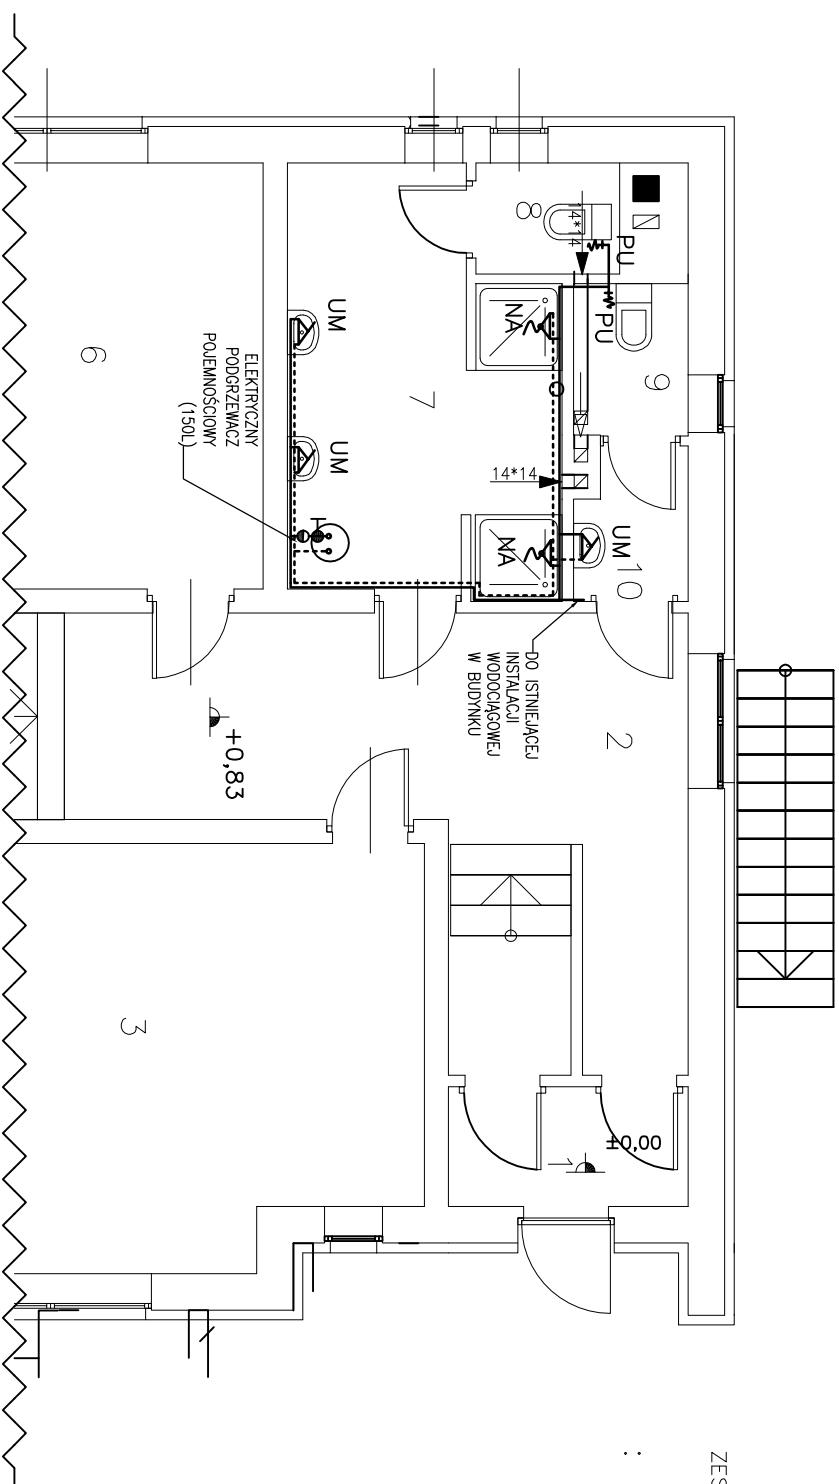 PU
8
14*14
PU
9
NA
UM
7
6
ELEKTRYCZNY
PODGRZEWACZ
POJEMNOŚCIOWY
(150L)
UM
14*14
UM
10
NA
T
DO ISTNIEJĄCEJ
INSTALACJI
WODOCIĄGOWEJ
W BUDYNKU
2
+0,83
3
±0,00
1
ZES
: